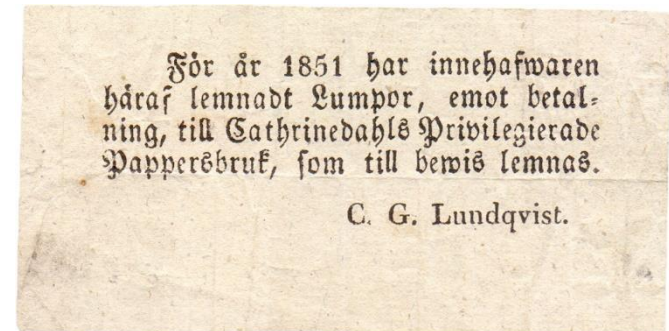 För år 1851 har innehafwaren
häraf lemnadt Lumpor, emot betal-
ning, till Cathrinedahls Privilegierade
Pappersbruk, som till bewis lemnas.
C. G. Lundqvist.